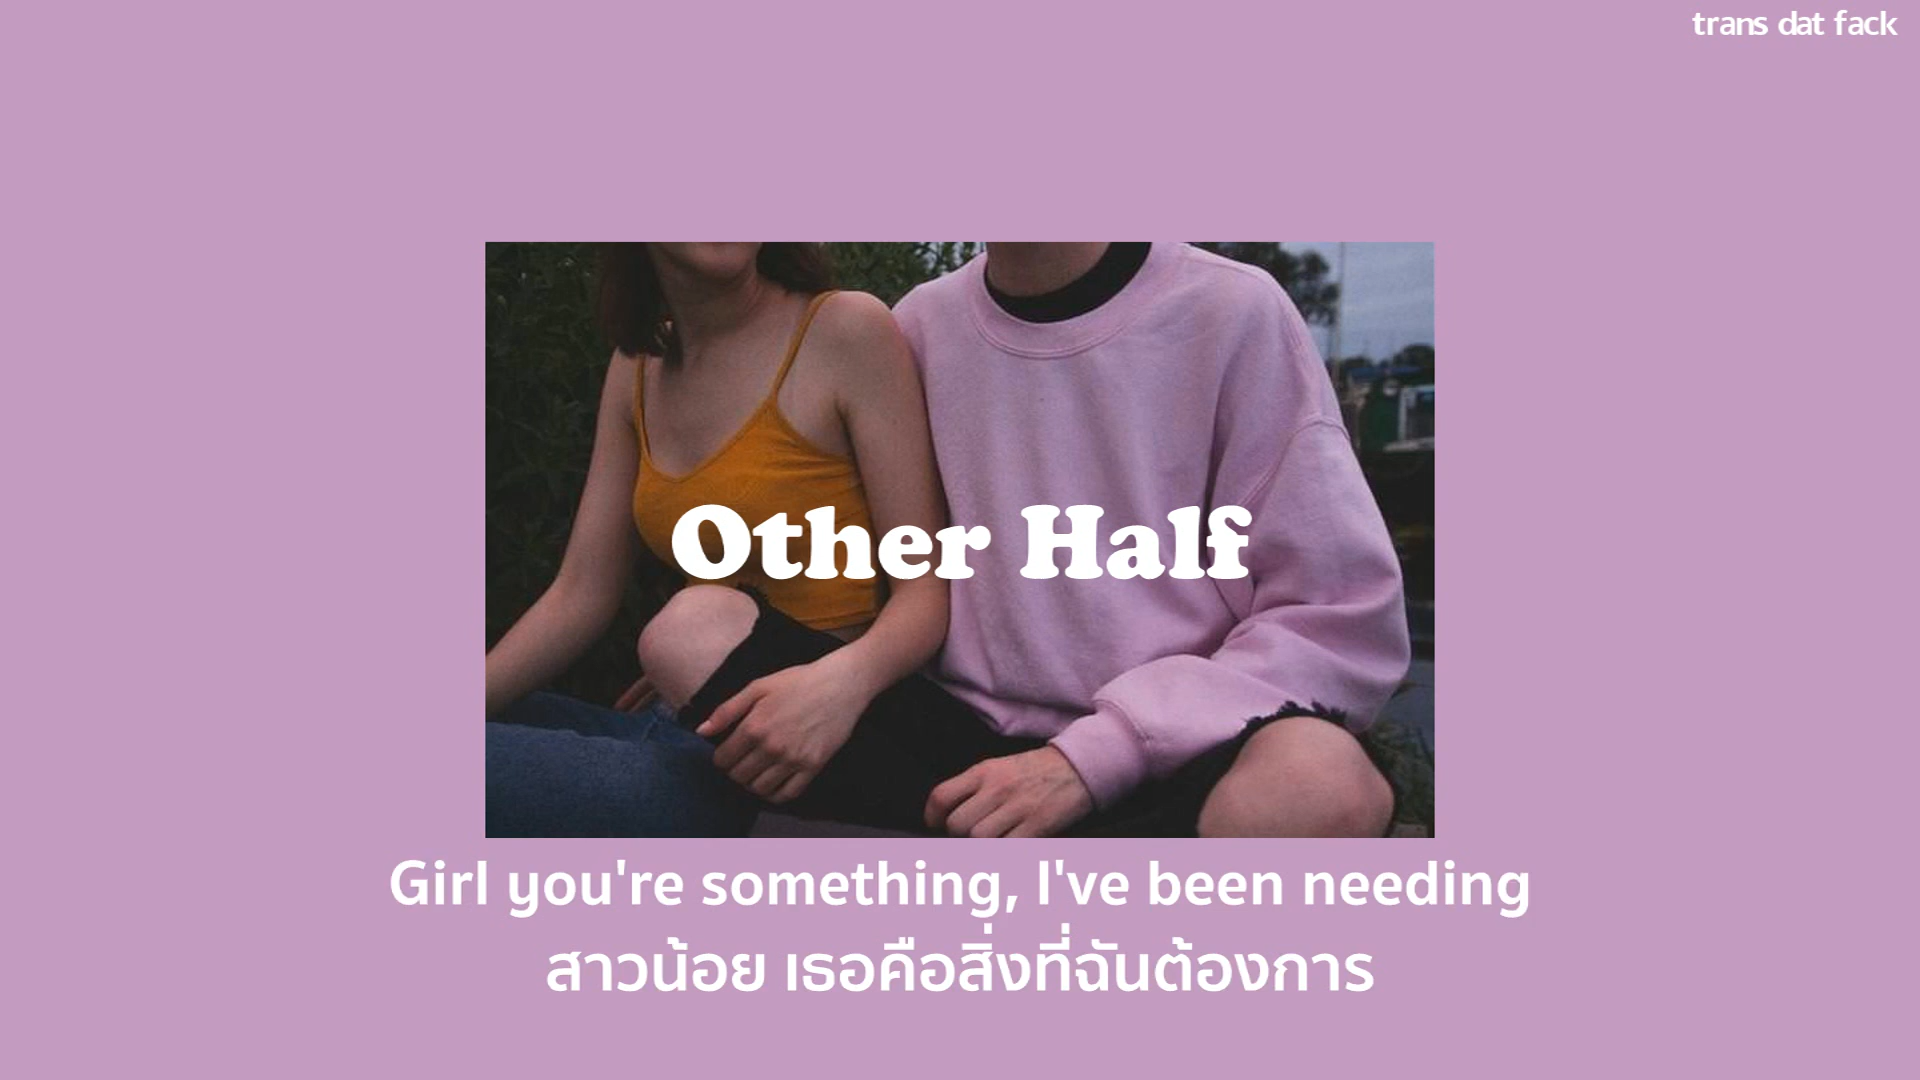 trans dat fack
Other Half
Girl you're something, I've been needing
สาวน้อย เธอคือสิ่งที่ฉันต้องการ